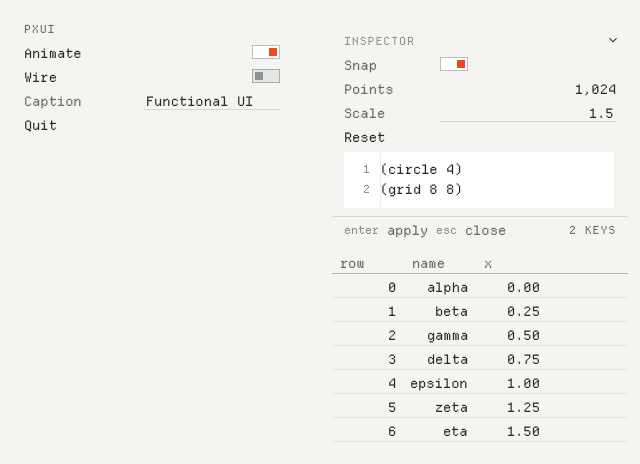 PXUI
Animate
Wire
Caption Functional UI
Quit
INSPECTOR
Snap
Points 1,024
Scale 1.5
Reset
1 (circle 4)
2 (grid 8 8)
enter apply esc close 2 KEYS
row name x
0 alpha 0.00
1 beta 0.25
2 gamma 0.50
3 delta 0.75
4 epsilon 1.00
5 zeta 1.25
6 eta 1.50